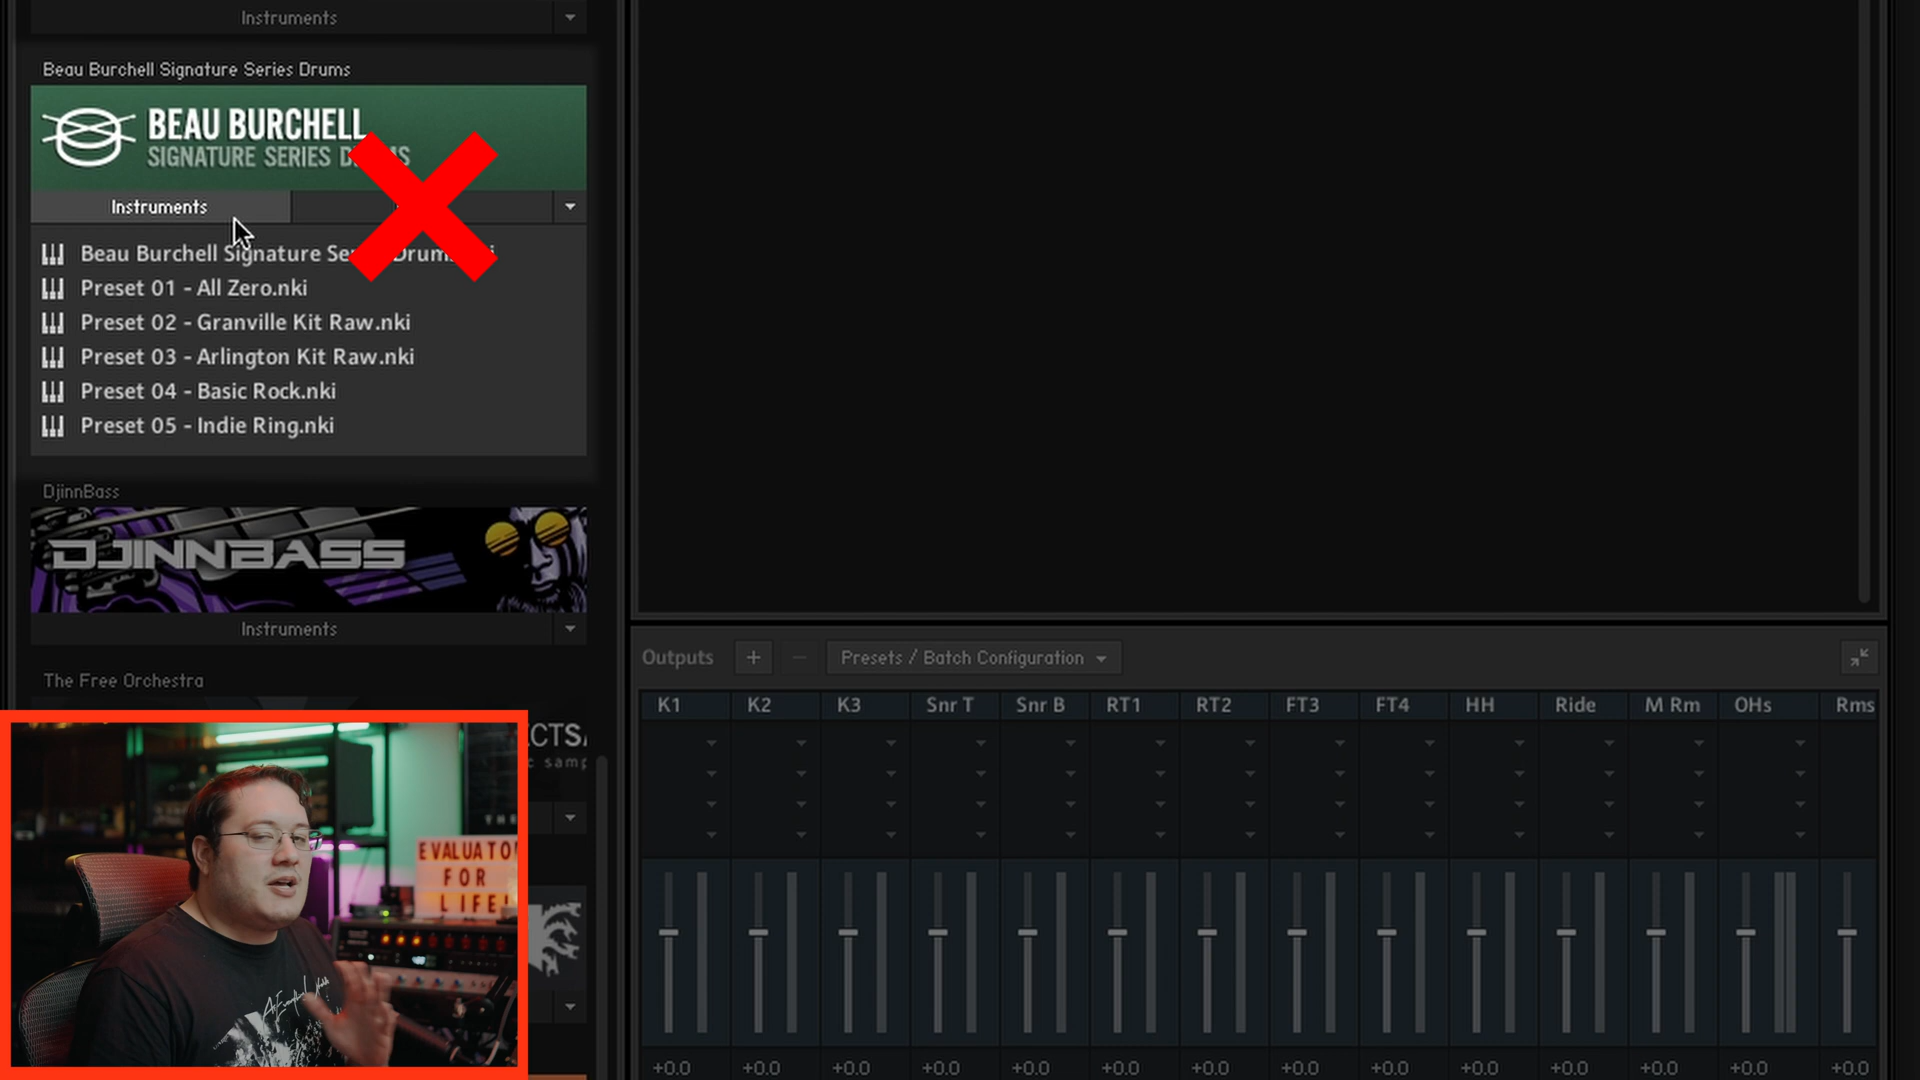 Instruments
Beau Burchell Signature Series Drums
BEAU BURCHELL
SIGNATURE SERIES
Instruments
Beau Burchell Signature
Preset 01 - All Zero.nki
Preset 02 - Granville Kit Raw.nki
Preset 03 - Arlington Kit Raw.nki
Preset 04 - Basic Rock.nki
Preset 05 - Indie Ring.nki
DjinnBass
DJINNBASS
Instruments
The Free Orchestra
EVALUATO
FOR
LIFE!
Outputs + − Presets / Batch Configuration
K1 K2 K3 Snr T Snr B RT1 RT2 FT3 FT4 HH Ride M Rm OHs Rms
+0.0 +0.0 +0.0 +0.0 +0.0 +0.0 +0.0 +0.0 +0.0 +0.0 +0.0 +0.0 +0.0 +0.0